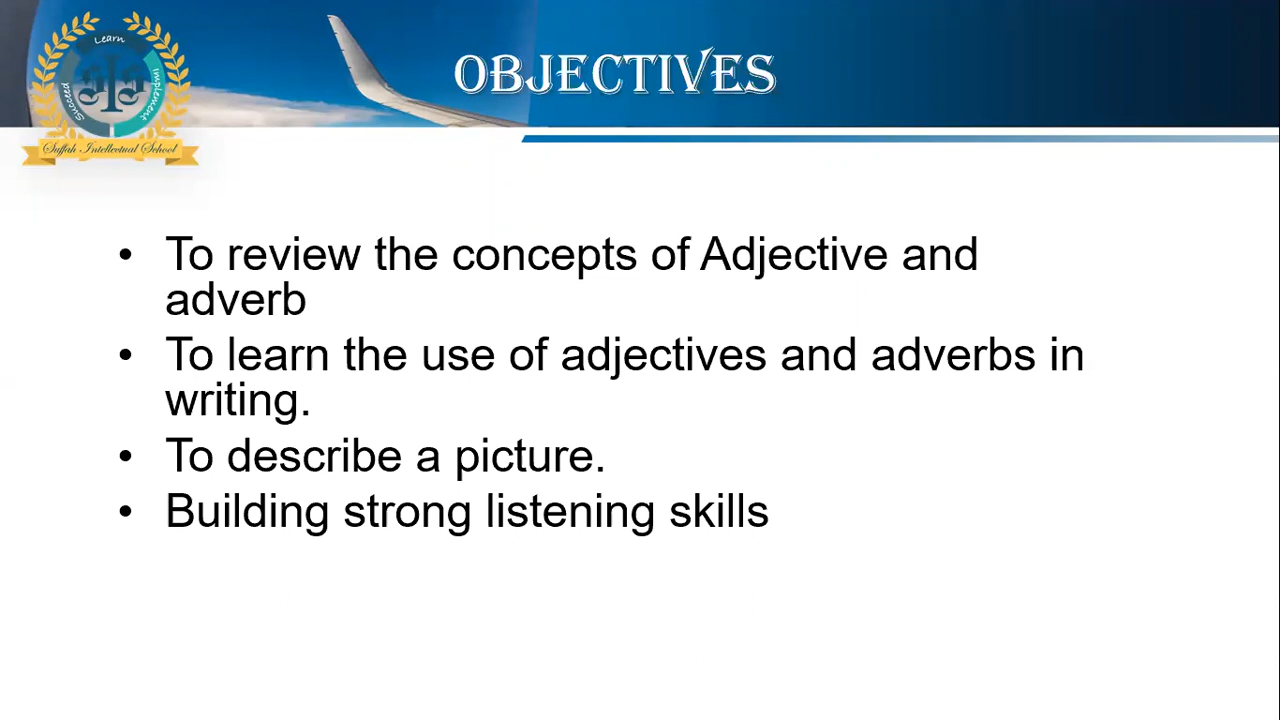 Learn
Implement
Succeed
SIS
Suffah Intellectual School
OBJECTIVES
• To review the concepts of Adjective and
adverb
• To learn the use of adjectives and adverbs in
writing.
• To describe a picture.
• Building strong listening skills